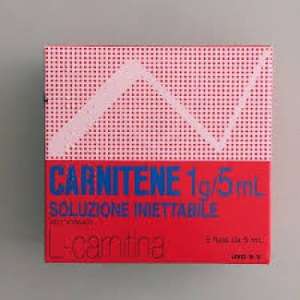 CARNITENE 1g/5mL
SOLUZIONE INIETTABILE
L-carnitina
5 fiale da 5 mL